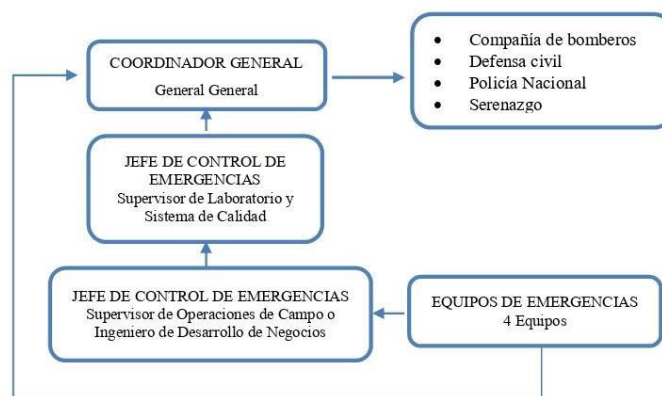 COORDINADOR GENERAL
General General
• Compañía de bomberos
• Defensa civil
• Policía Nacional
• Serenazgo
JEFE DE CONTROL DE
EMERGENCIAS
Supervisor de Laboratorio y
Sistema de Calidad
JEFE DE CONTROL DE EMERGENCIAS
Supervisor de Operaciones de Campo o
Ingeniero de Desarrollo de Negocios
EQUIPOS DE EMERGENCIAS
4 Equipos